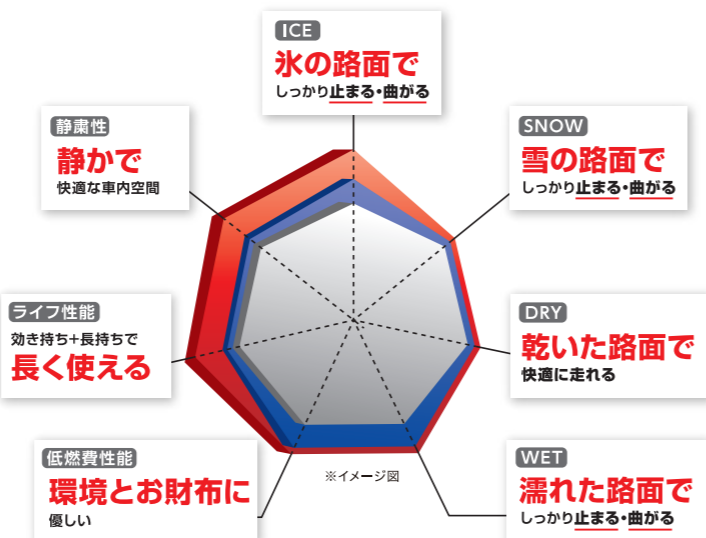 ICE
氷の路面で
しっかり止まる・曲がる
静粛性
静かで
快適な車内空間
SNOW
雪の路面で
しっかり止まる・曲がる
ライフ性能
効き持ち+長持ちで
長く使える
DRY
乾いた路面で
快適に走れる
低燃費性能
環境とお財布に
優しい
※イメージ図
WET
濡れた路面で
しっかり止まる・曲がる